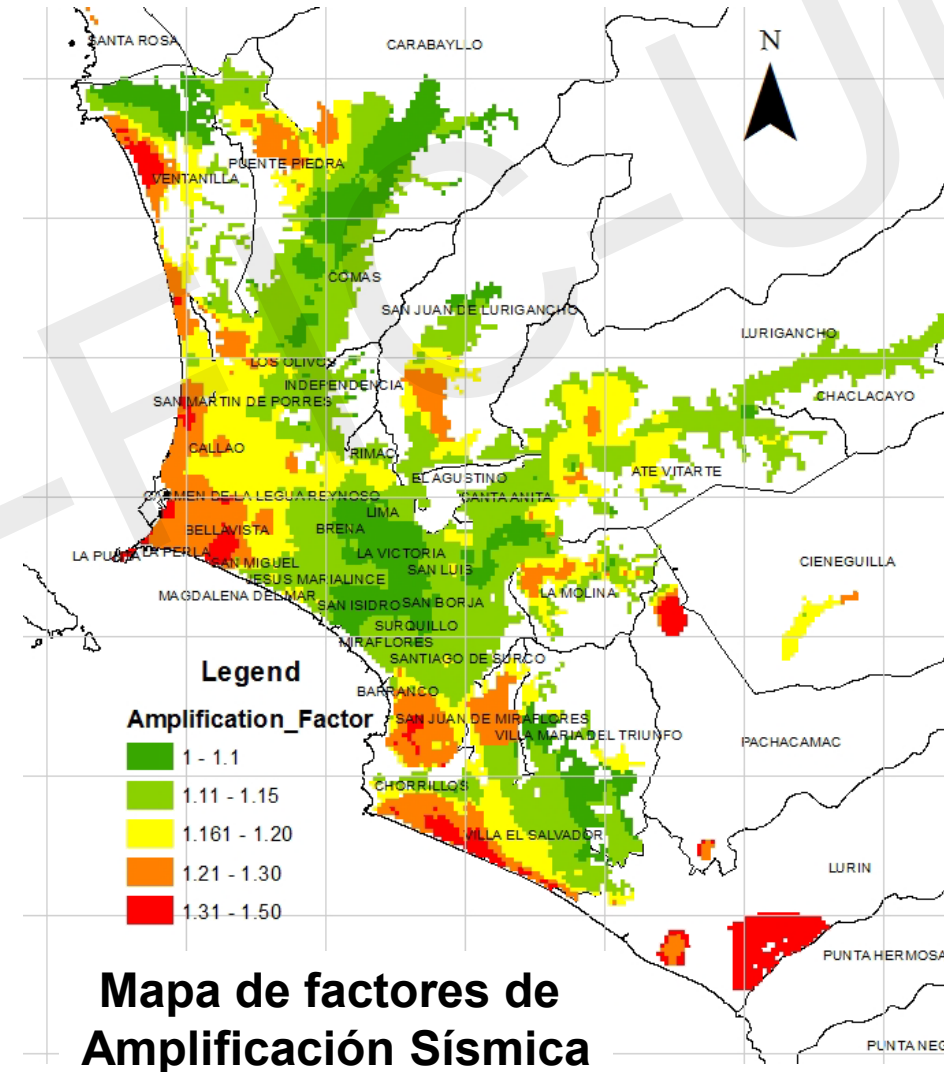 SANTA ROSA
CARABAYLLO
N
PUENTE PIEDRA
VENTANILLA
COMAS
SAN JUAN DE LURIGANCHO
LURIGANCHO
LOS OLIVOS
INDEPENDENCIA
CHACLACAYO
SAN MARTIN DE PORRES
CALLAO
RIMAC
ATE VITARTE
EL AGUSTINO
CARMEN DE LA LEGUA REYNOSO
SANTA ANITA
LIMA
BELLAVISTA
BRENA
LA PUNTA
LA PERLA
LA VICTORIA
SAN MIGUEL
SAN LUIS
CIENEGUILLA
JESUS MARIA
LINCE
MAGDALENA DEL MAR
LA MOLINA
SAN ISIDRO
SAN BORJA
SURQUILLO
MIRAFLORES
SANTIAGO DE SURCO
BARRANCO
SAN JUAN DE MIRAFLORES
VILLA MARIA DEL TRIUNFO
PACHACAMAC
CHORRILLOS
VILLA EL SALVADOR
LURIN
PUNTA HERMOSA
PUNTA NEG
Legend
Amplification_Factor
1 - 1.1
1.11 - 1.15
1.161 - 1.20
1.21 - 1.30
1.31 - 1.50
Mapa de factores de
Amplificación Sísmica